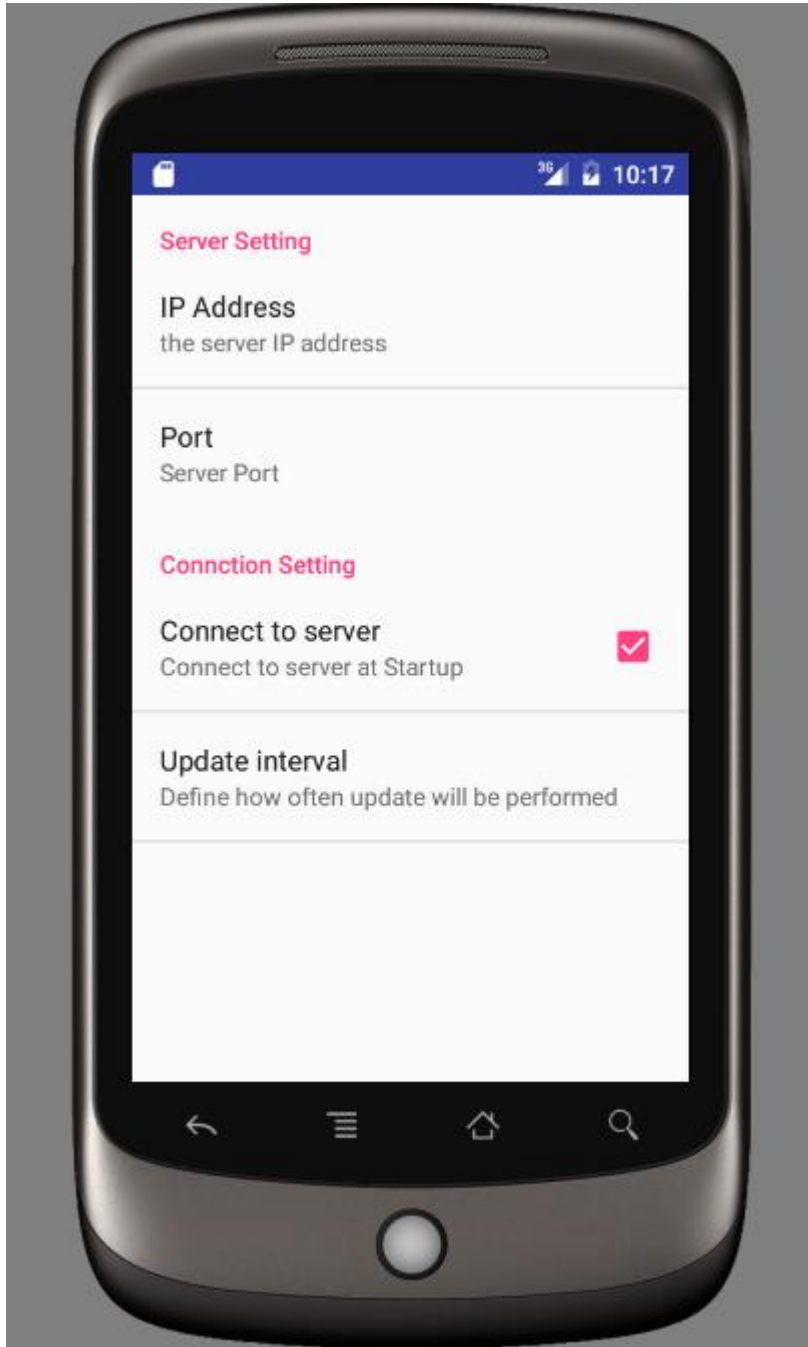 3G 10:17
Server Setting
IP Address
the server IP address
Port
Server Port
Connction Setting
Connect to server
Connect to server at Startup
Update interval
Define how often update will be performed